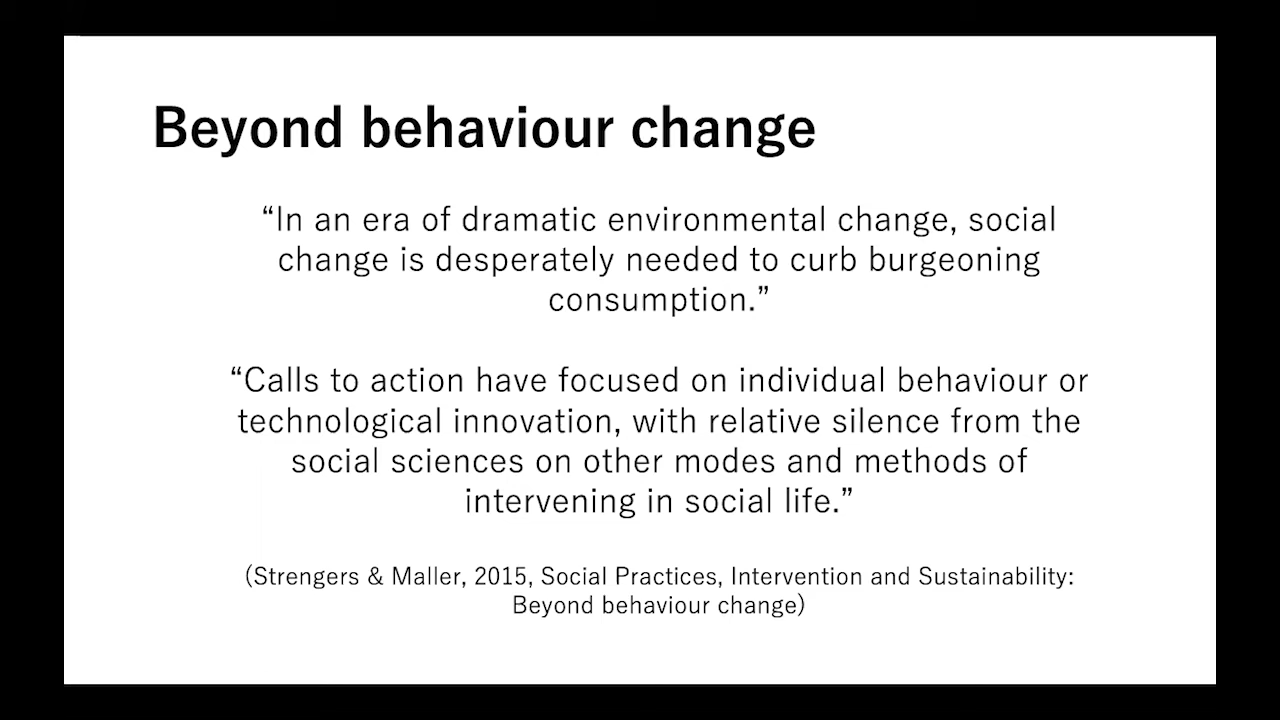 Beyond behaviour change
“In an era of dramatic environmental change, social
change is desperately needed to curb burgeoning
consumption.”
“Calls to action have focused on individual behaviour or
technological innovation, with relative silence from the
social sciences on other modes and methods of
intervening in social life.”
(Strengers & Maller, 2015, Social Practices, Intervention and Sustainability:
Beyond behaviour change)